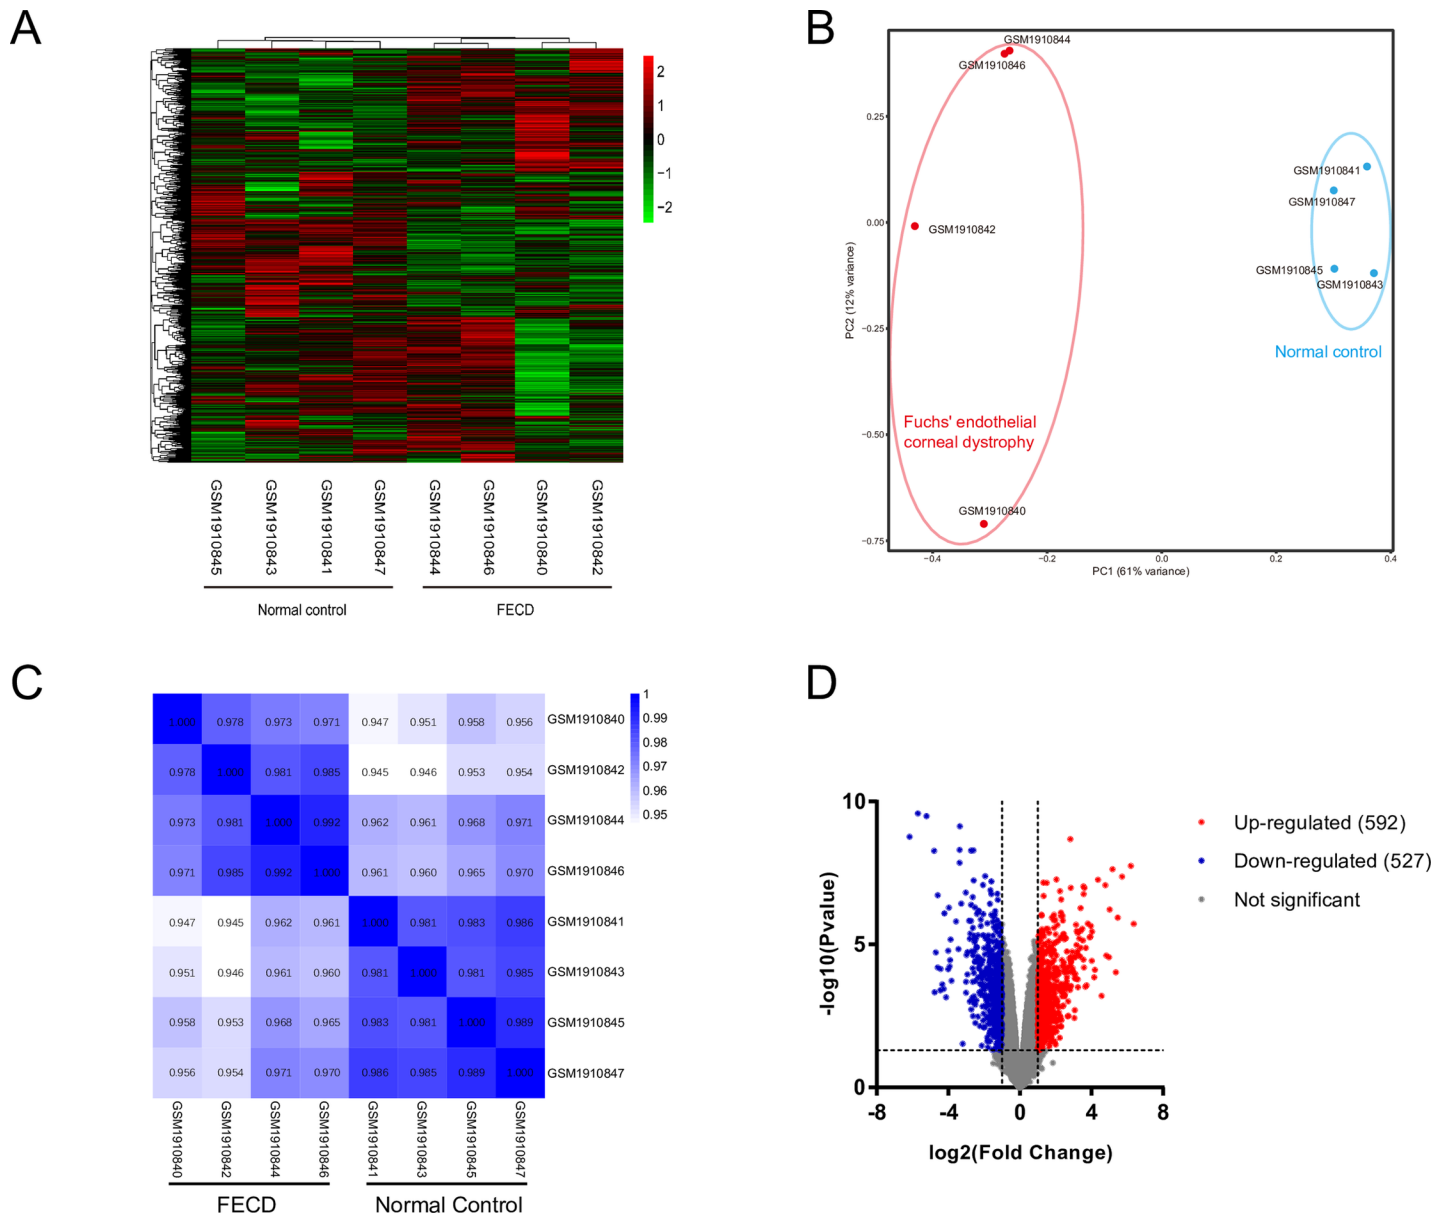 A
2
1
0
−1
−2
GSM1910845
GSM1910843
GSM1910841
GSM1910847
GSM1910844
GSM1910846
GSM1910840
GSM1910842
Normal control
FECD
B
GSM1910844
GSM1910846
GSM1910841
GSM1910847
GSM1910842
GSM1910845
GSM1910843
Normal control
Fuchs' endothelial
corneal dystrophy
GSM1910840
0.25
0.00
−0.25
−0.50
−0.75
PC2 (12% variance)
−0.4
−0.2
0.0
0.2
0.4
PC1 (61% variance)
C
1.000 0.978 0.973 0.971 0.947 0.951 0.958 0.956 GSM1910840
0.978 1.000 0.981 0.985 0.945 0.946 0.953 0.954 GSM1910842
0.973 0.981 1.000 0.992 0.962 0.961 0.968 0.971 GSM1910844
0.971 0.985 0.992 1.000 0.961 0.960 0.965 0.970 GSM1910846
0.947 0.945 0.962 0.961 1.000 0.981 0.983 0.986 GSM1910841
0.951 0.946 0.961 0.960 0.981 1.000 0.981 0.985 GSM1910843
0.958 0.953 0.968 0.965 0.983 0.981 1.000 0.989 GSM1910845
0.956 0.954 0.971 0.970 0.986 0.985 0.989 1.000 GSM1910847
1
0.99
0.98
0.97
0.96
0.95
GSM1910840
GSM1910842
GSM1910844
GSM1910846
GSM1910841
GSM1910843
GSM1910845
GSM1910847
FECD
Normal Control
D
10
5
0
-log10(Pvalue)
-8
-4
0
4
8
log2(Fold Change)
Up-regulated (592)
Down-regulated (527)
Not significant